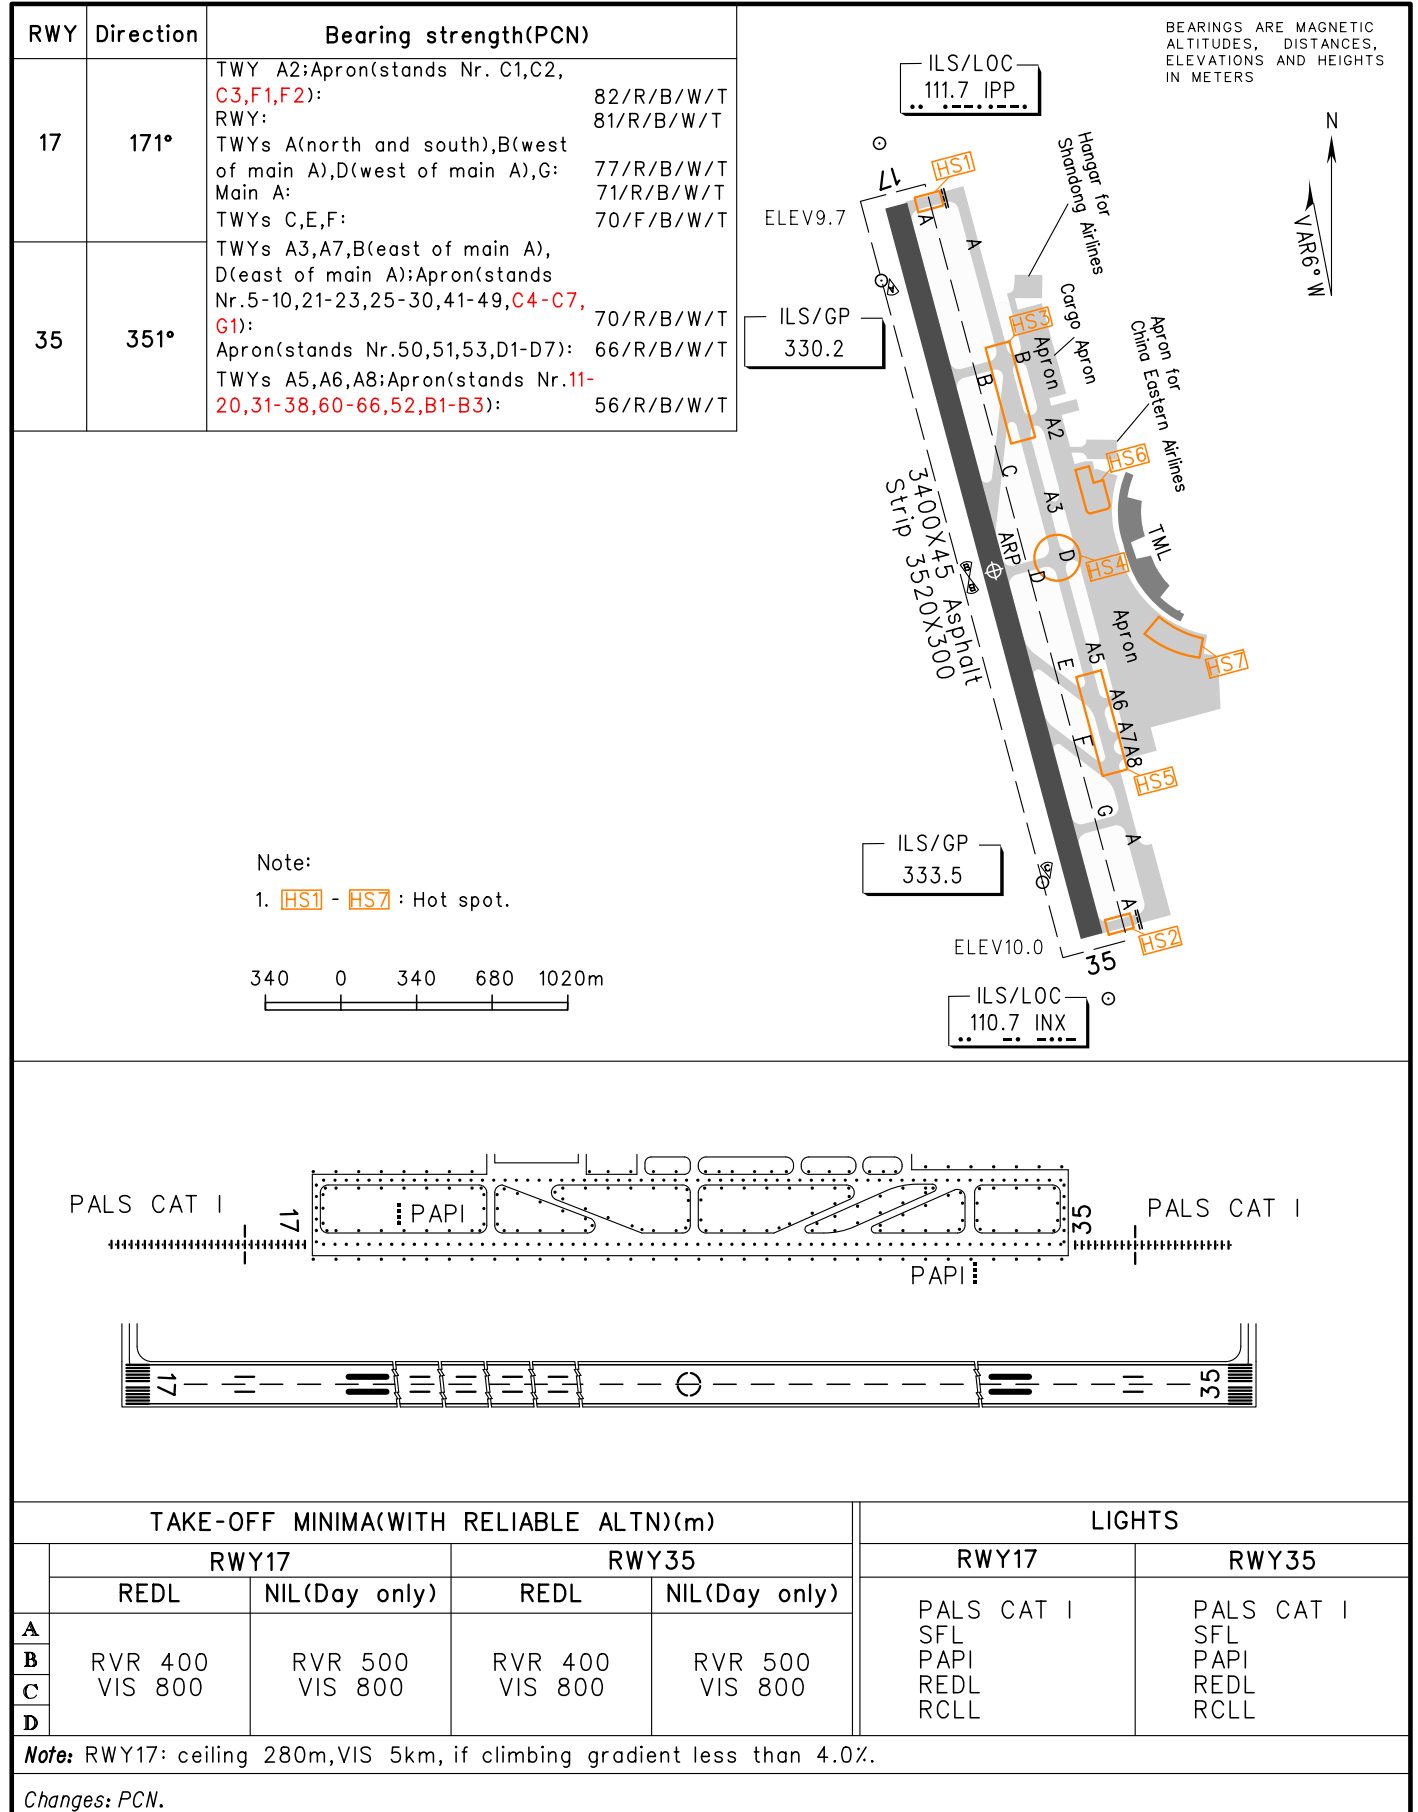 RWY Direction Bearing strength(PCN)
17 171°
TWY A2;Apron(stands Nr. C1,C2,
C3,F1,F2): 82/R/B/W/T
RWY: 81/R/B/W/T
TWYs A(north and south),B(west
of main A),D(west of main A),G: 77/R/B/W/T
Main A: 71/R/B/W/T
TWYs C,E,F: 70/F/B/W/T
35 351°
TWYs A3,A7,B(east of main A),
D(east of main A);Apron(stands
Nr.5-10,21-23,25-30,41-49,C4-C7,
G1): 70/R/B/W/T
Apron(stands Nr.50,51,53,D1-D7): 66/R/B/W/T
TWYs A5,A6,A8;Apron(stands Nr.11-
20,31-38,60-66,52,B1-B3): 56/R/B/W/T
BEARINGS ARE MAGNETIC
ALTITUDES, DISTANCES,
ELEVATIONS AND HEIGHTS
IN METERS
N
VAR6°W
ILS/LOC
111.7 IPP
17
HS1
ELEV9.7
A
A
Hangar for
Shandong Airlines
ILS/GP
330.2
HS3
Cargo Apron
Apron
B
B
Apron for
China Eastern Airlines
A2
HS6
C
A3
TML
3400X45 Asphalt
Strip 3520X300
ARP
D
D
HS4
Apron
HS7
A5
E
A6
A7
A8
F
HS5
G
A
ILS/GP
333.5
A
HS2
ELEV10.0
35
ILS/LOC
110.7 INX
Note:
1. HS1 - HS7 : Hot spot.
340 0 340 680 1020m
PALS CAT I
17
PAPI
35
PALS CAT I
PAPI
17
35
TAKE-OFF MINIMA(WITH RELIABLE ALTN)(m) LIGHTS
RWY17 RWY35 RWY17 RWY35
REDL NIL(Day only) REDL NIL(Day only)
A
B
C
D
RVR 400 RVR 500 RVR 400 RVR 500
VIS 800 VIS 800 VIS 800 VIS 800
PALS CAT I PALS CAT I
SFL SFL
PAPI PAPI
REDL REDL
RCLL RCLL
Note: RWY17: ceiling 280m,VIS 5km, if climbing gradient less than 4.0%.
Changes: PCN.